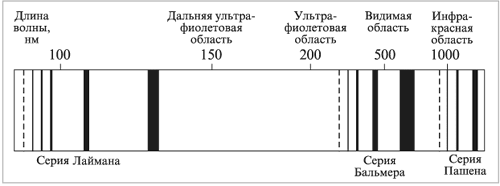 Длина волны, нм
Дальняя ультра-
фиолетовая
область
Ультра-
фиолетовая
область
Видимая
область
Инфра-
красная
область
100
150
200
500
1000
Серия Лаймана
Серия
Бальмера
Серия
Пашена